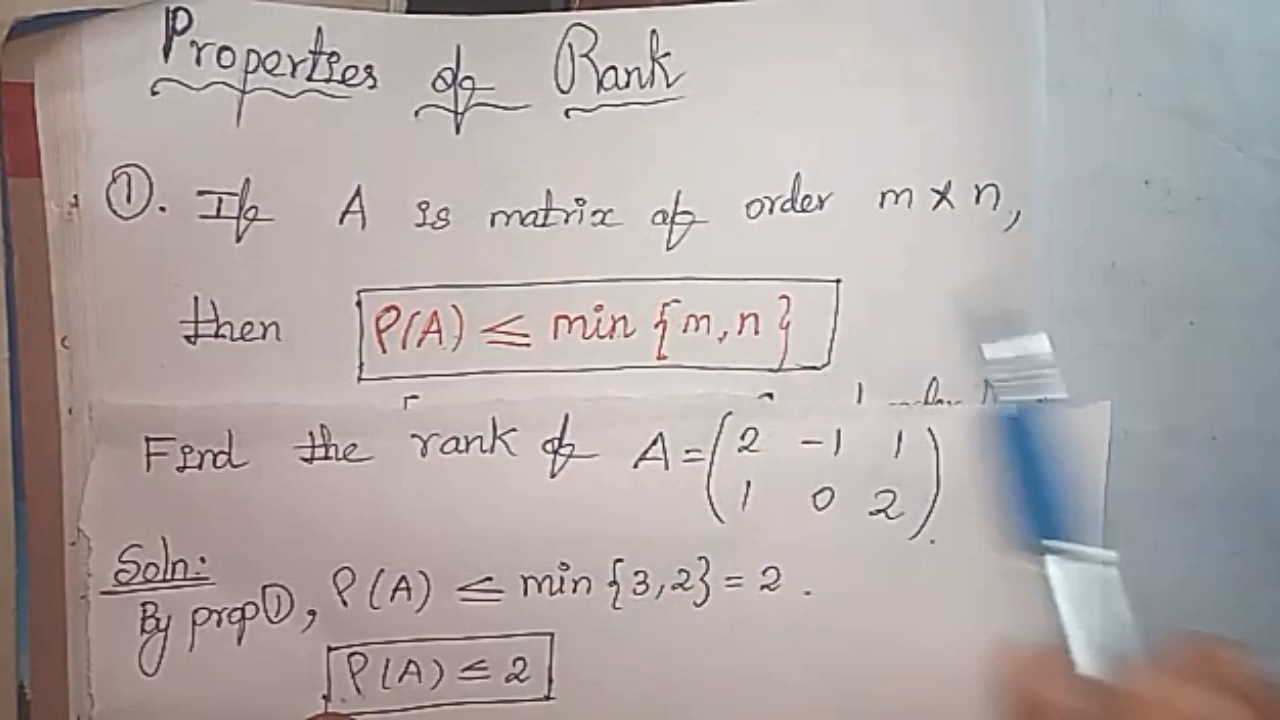 Properties of Rank
①. If A is matrix of order m × n,
then ρ(A) ≤ min {m, n}
Find the rank of A = (2 -1 1
1 0 2).
Soln:
By prop①, ρ(A) ≤ min {3, 2} = 2.
ρ(A) ≤ 2